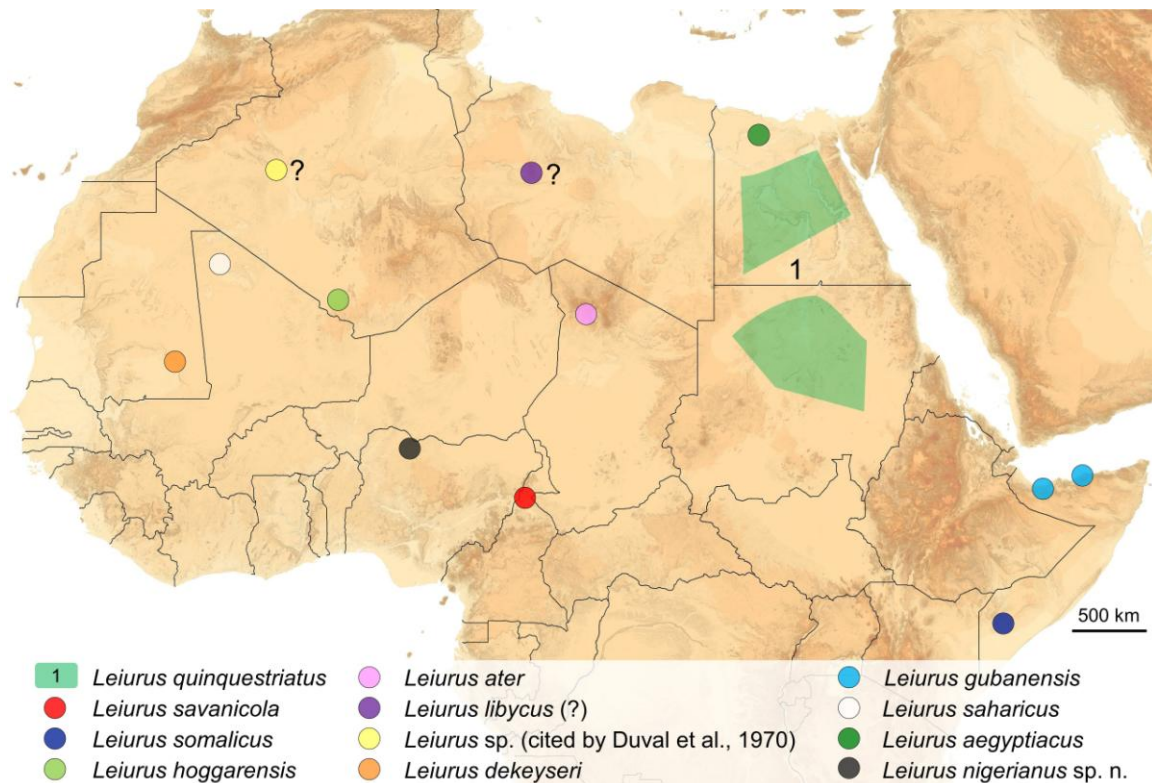 ?
?
1
500 km
1 Leiurus quinquestriatus
Leiurus savanicola
Leiurus somalicus
Leiurus hoggarensis
Leiurus ater
Leiurus libycus (?)
Leiurus sp. (cited by Duval et al., 1970)
Leiurus dekeyseri
Leiurus gubanensis
Leiurus saharicus
Leiurus aegyptiacus
Leiurus nigerianus sp. n.